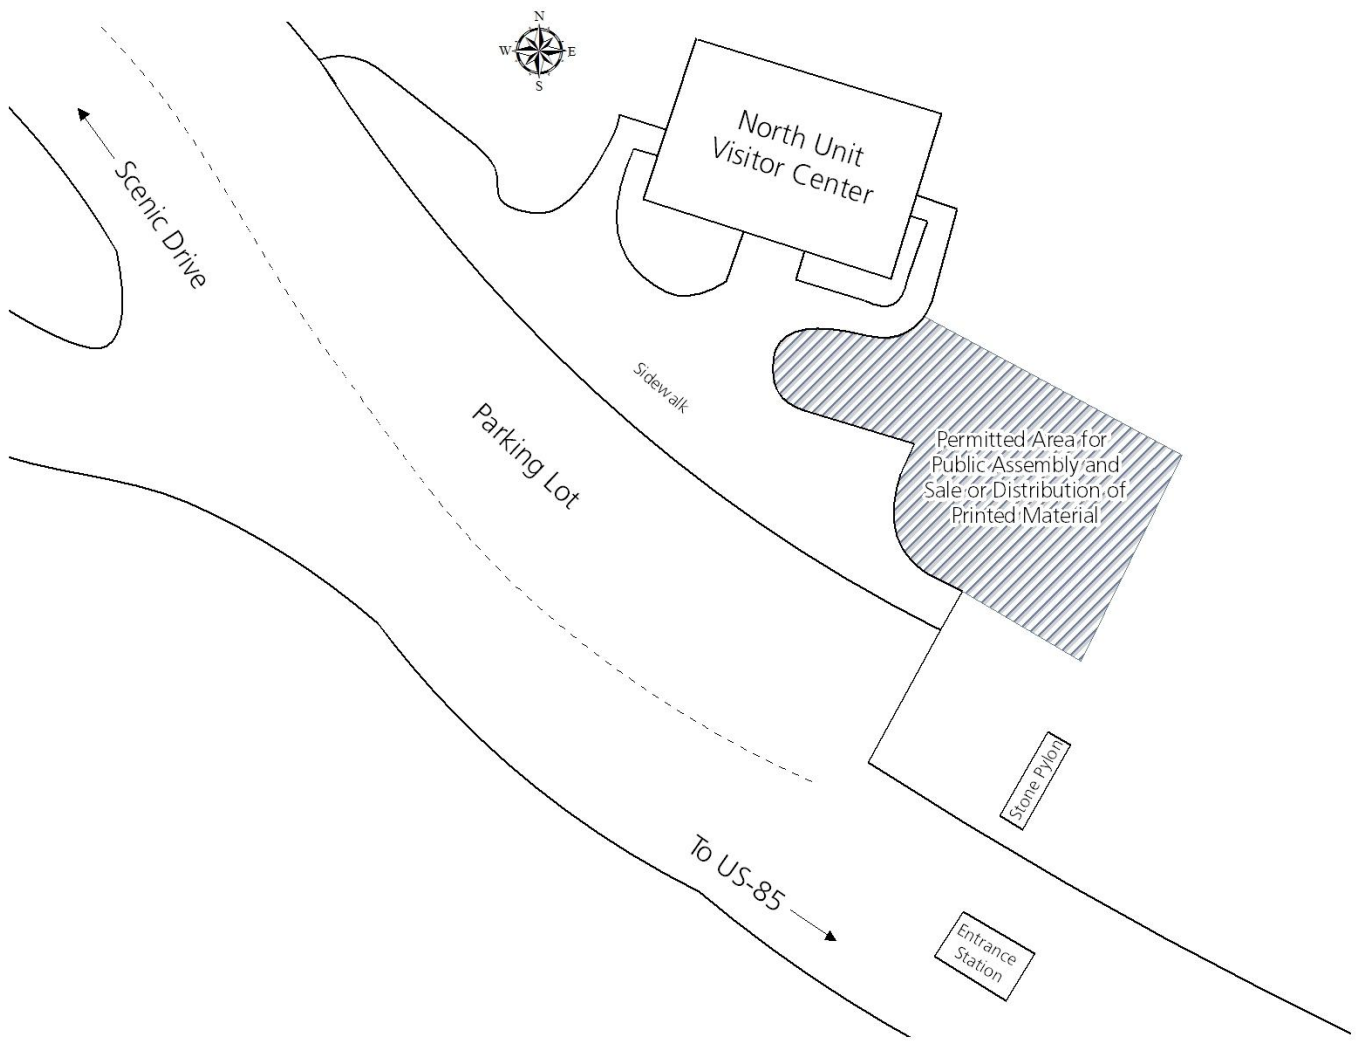 N
W E
S
North Unit
Visitor Center
Scenic Drive
Sidewalk
Parking Lot
Permitted Area for
Public Assembly and
Sale or Distribution of
Printed Material
Stone Pylon
To US-85
Entrance
Station